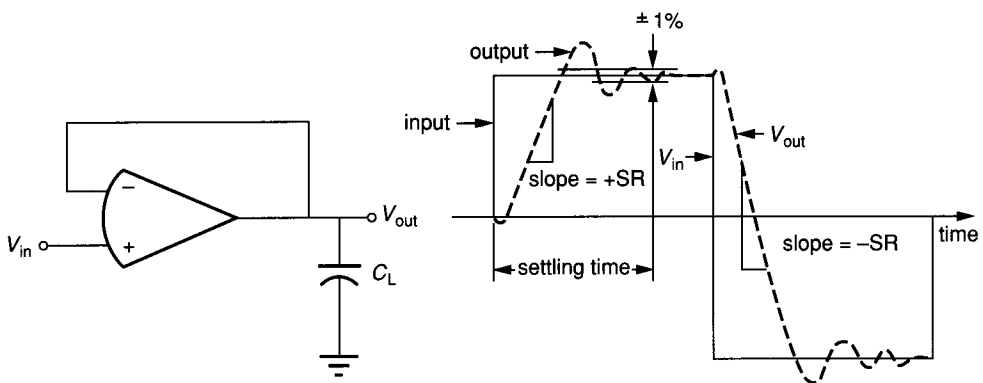 ± 1%
output
input
slope = +SR
V_in
V_out
time
slope = –SR
settling time
–
+
V_in
V_out
C_L